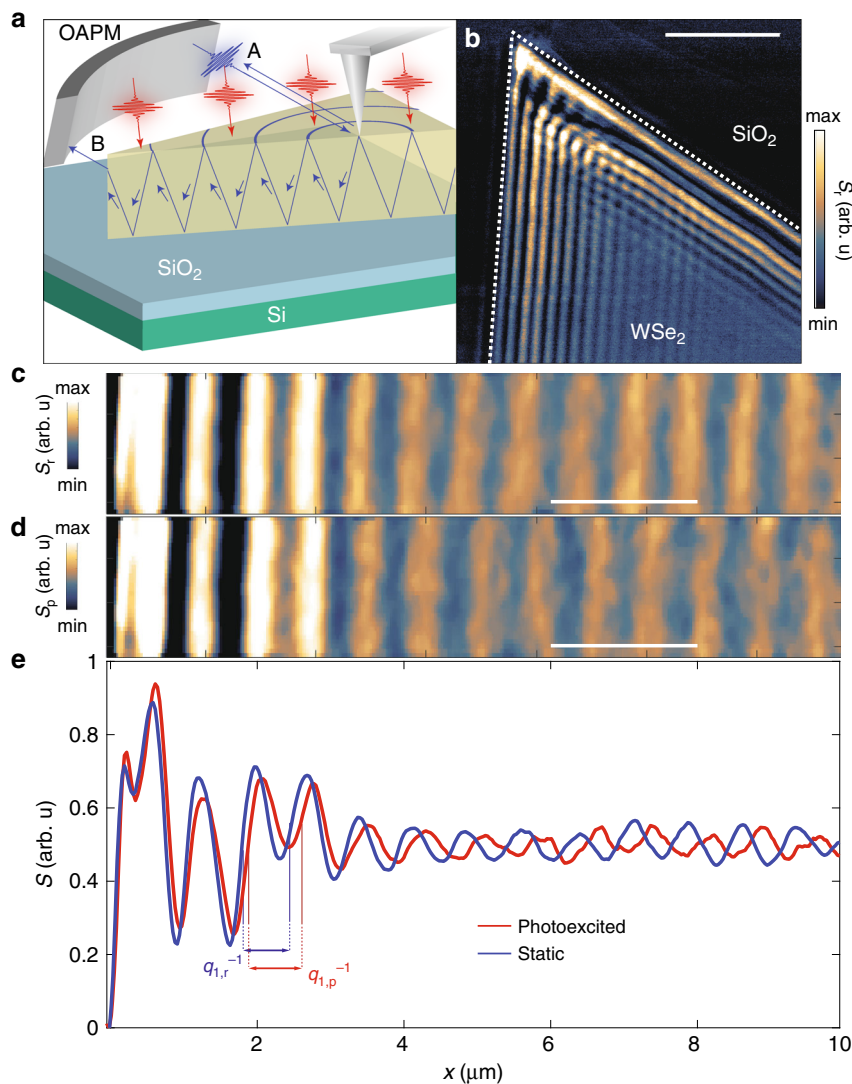 a
OAPM
A
B
SiO2
Si
b
SiO2
WSe2
max
Sr (arb. u)
min
c
max
Sr (arb. u)
min
d
max
Sp (arb. u)
min
e
1
0.8
0.6
0.4
0.2
0
S (arb. u)
q1,r−1
q1,p−1
Photoexcited
Static
2
4
6
8
10
x (μm)